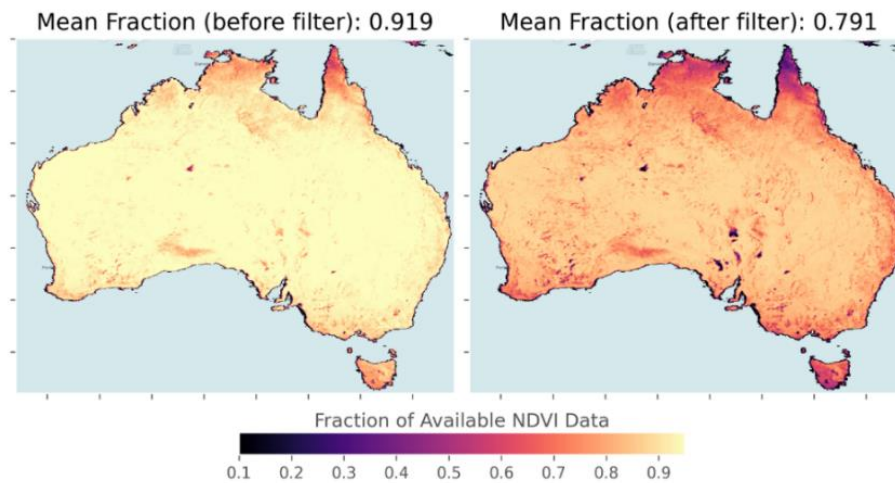 Mean Fraction (before filter): 0.919
Mean Fraction (after filter): 0.791
Fraction of Available NDVI Data
0.1 0.2 0.3 0.4 0.5 0.6 0.7 0.8 0.9